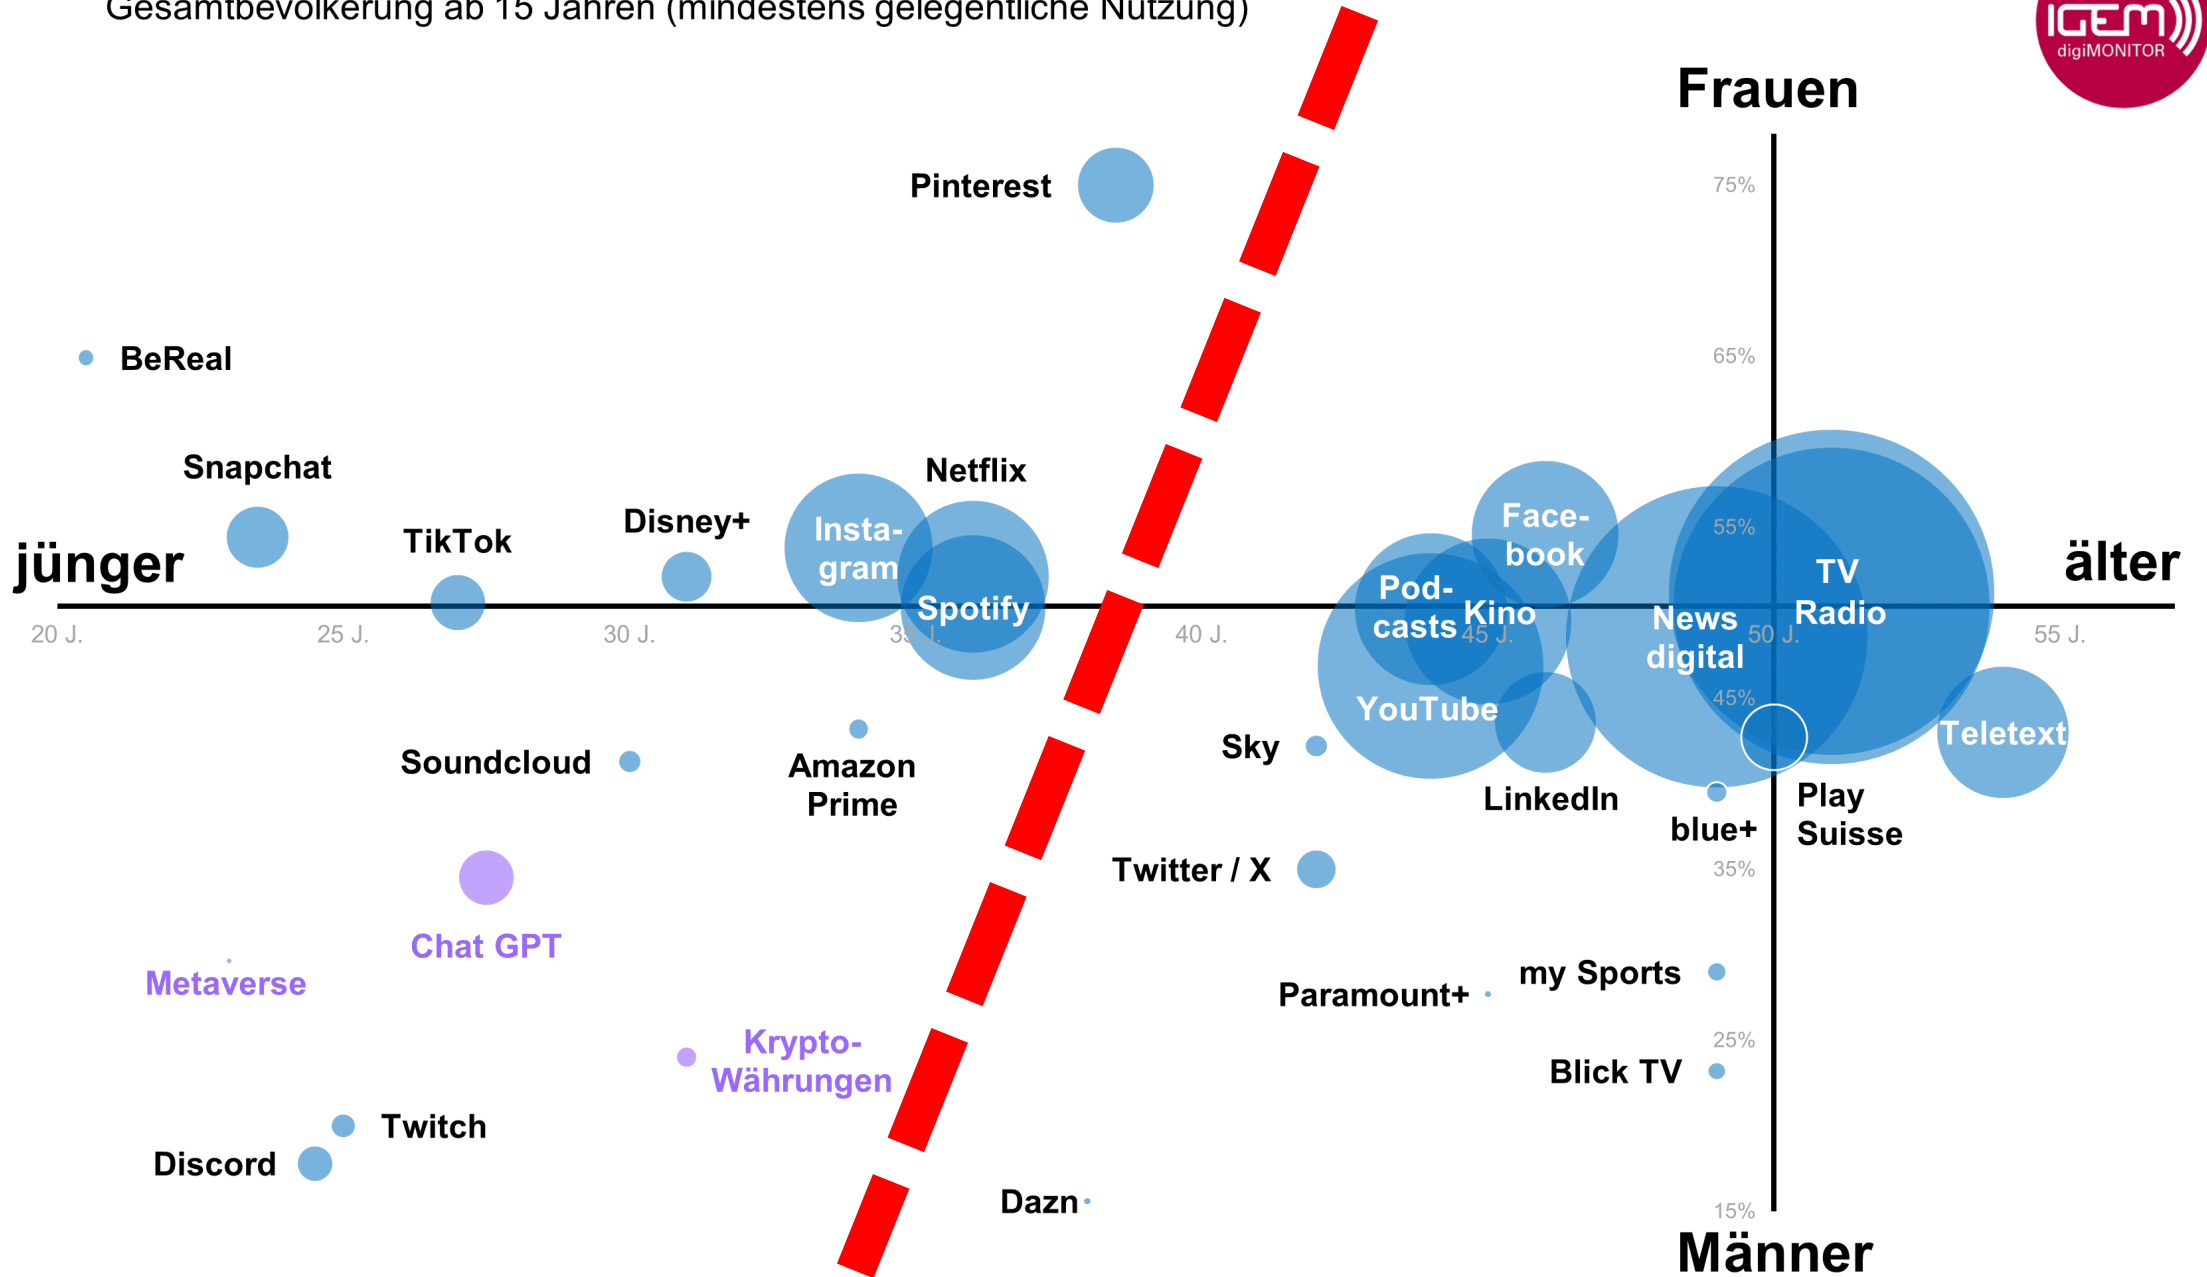 Gesamtbevölkerung ab 15 Jahren (mindestens gelegentliche Nutzung)
IGEM
digiMONITOR
Frauen
Pinterest
75%
BeReal
65%
Snapchat
Netflix
TikTok
Disney+
Insta-
gram
Face-
book
55%
jünger
älter
TV
Radio
Spotify
Pod-
casts
Kino
News
digital
20 J.
25 J.
30 J.
35 J.
40 J.
45 J.
50 J.
55 J.
45%
YouTube
Teletext
Soundcloud
Amazon
Prime
Sky
LinkedIn
blue+
Play
Suisse
Twitter / X
35%
Chat GPT
Metaverse
Paramount+
my Sports
Krypto-
Währungen
25%
Blick TV
Twitch
Discord
Dazn
15%
Männer